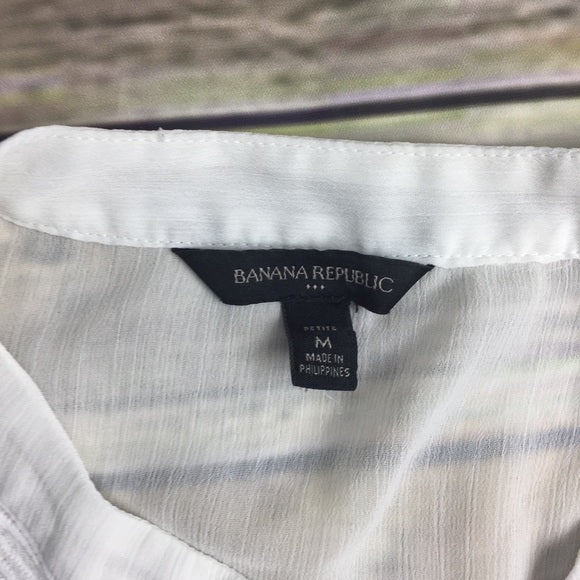 BANANA REPUBLIC
PETITE
M
MADE IN
PHILIPPINES